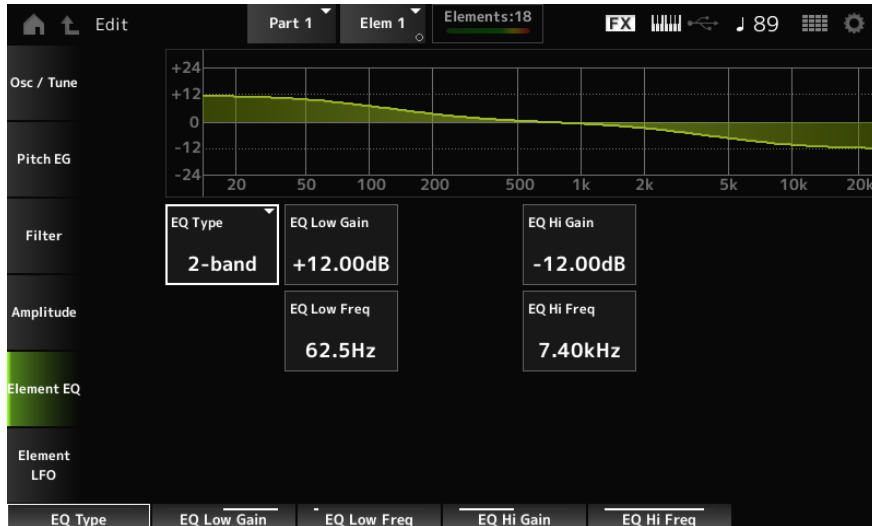 Edit
Part 1
Elem 1
Elements:18
FX
♩ 89
Osc / Tune
Pitch EG
Filter
Amplitude
Element EQ
Element
LFO
+24
+12
0
-12
-24
20 50 100 200 500 1k 2k 5k 10k 20k
EQ Type
2-band
EQ Low Gain
+12.00dB
EQ Hi Gain
-12.00dB
EQ Low Freq
62.5Hz
EQ Hi Freq
7.40kHz
EQ Type EQ Low Gain EQ Low Freq EQ Hi Gain EQ Hi Freq